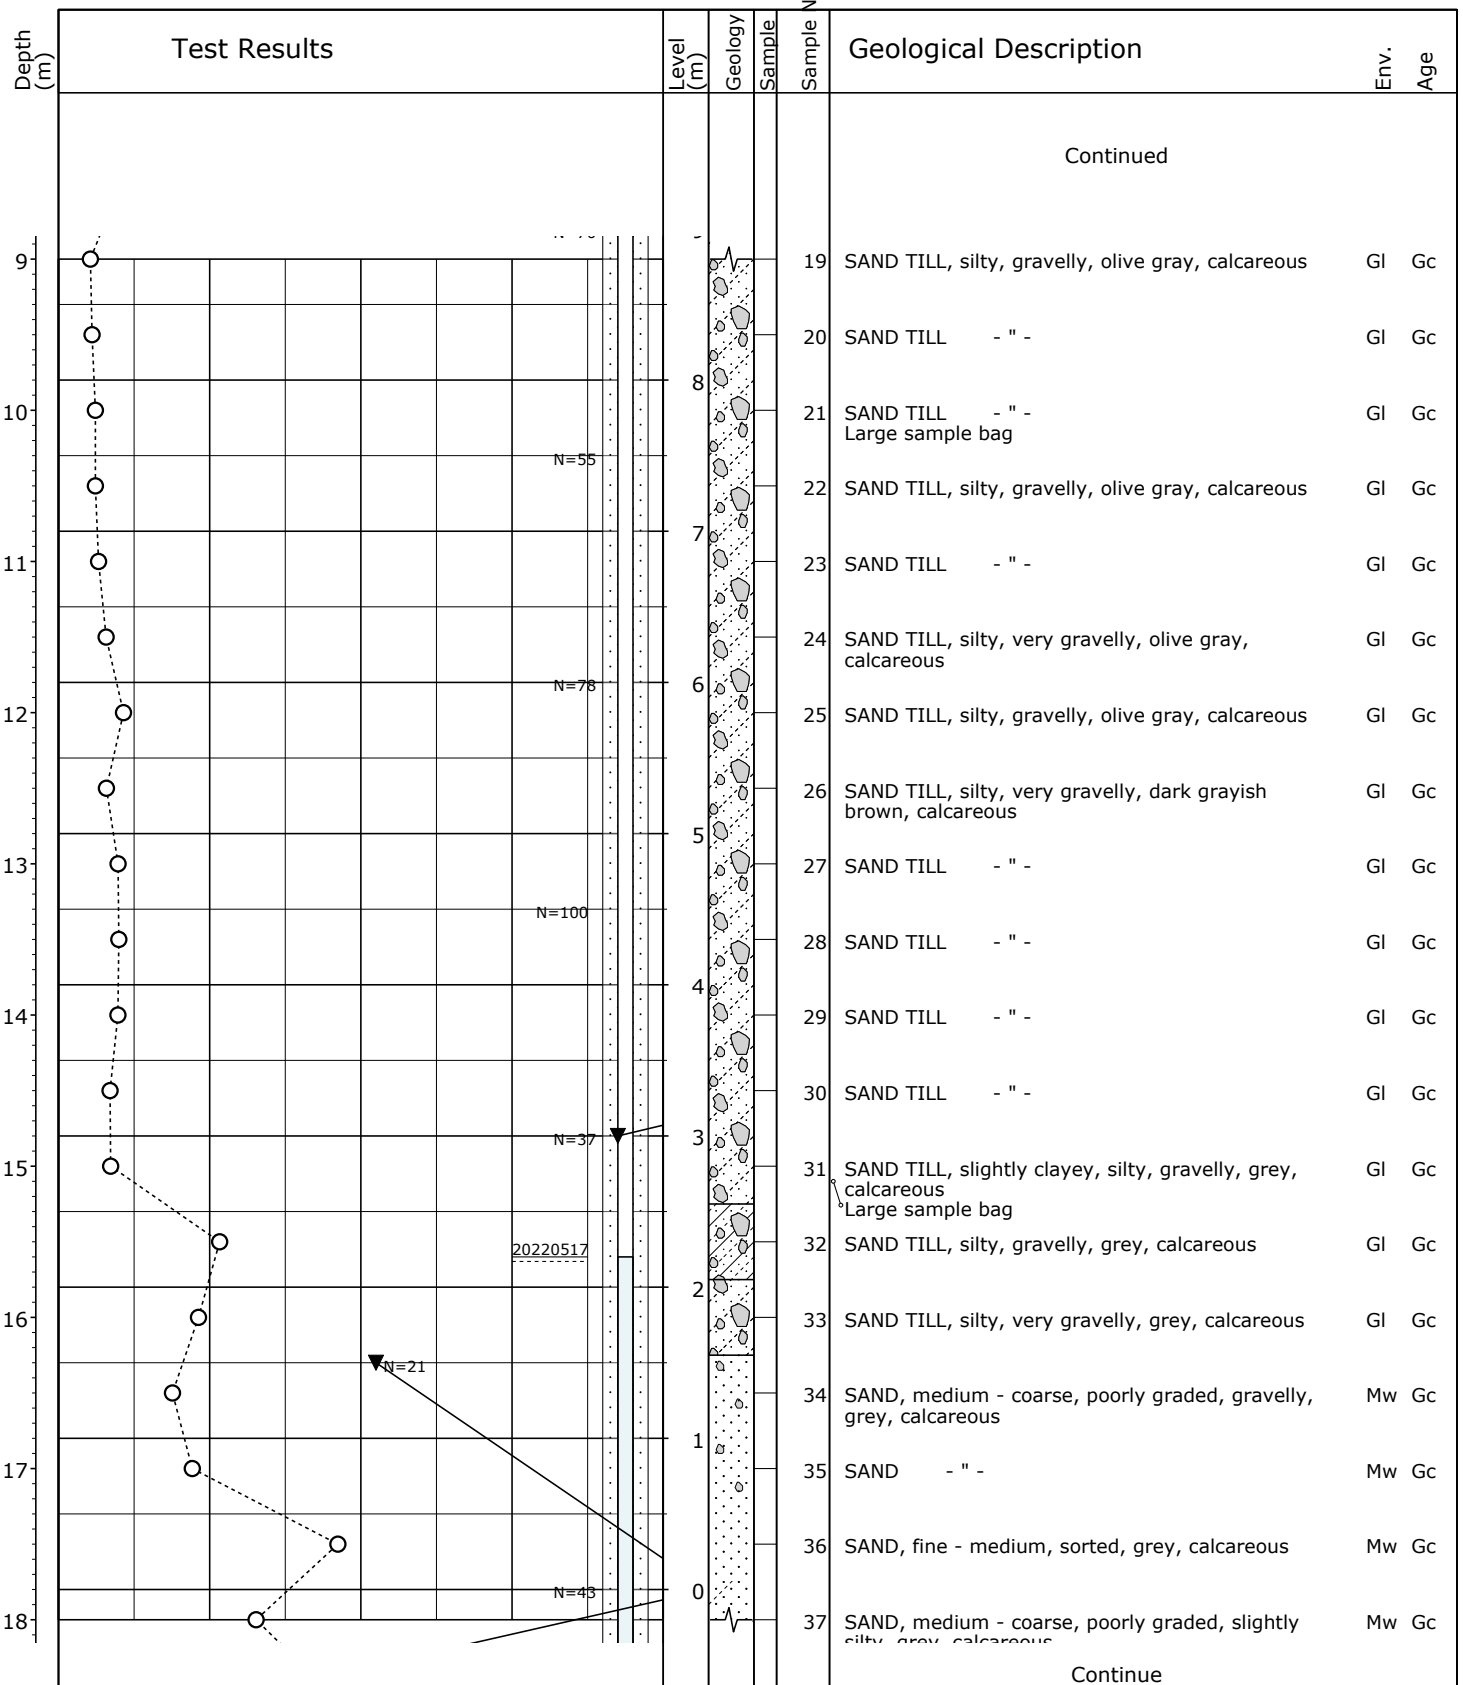 Depth (m)
Test Results
Level (m)
Geology
Sample
Sample N
Geological Description
Env.
Age
Continued
9
19 SAND TILL, silty, gravelly, olive gray, calcareous Gl Gc
20 SAND TILL - " - Gl Gc
8
10
21 SAND TILL - " - Gl Gc
Large sample bag
N=55
22 SAND TILL, silty, gravelly, olive gray, calcareous Gl Gc
7
11
23 SAND TILL - " - Gl Gc
24 SAND TILL, silty, very gravelly, olive gray, Gl Gc
calcareous
N=78
6
12
25 SAND TILL, silty, gravelly, olive gray, calcareous Gl Gc
26 SAND TILL, silty, very gravelly, dark grayish Gl Gc
brown, calcareous
5
13
27 SAND TILL - " - Gl Gc
N=100
28 SAND TILL - " - Gl Gc
4
14
29 SAND TILL - " - Gl Gc
30 SAND TILL - " - Gl Gc
N=37
3
15
31 SAND TILL, slightly clayey, silty, gravelly, grey, Gl Gc
calcareous
Large sample bag
20220517
32 SAND TILL, silty, gravelly, grey, calcareous Gl Gc
2
16
33 SAND TILL, silty, very gravelly, grey, calcareous Gl Gc
N=21
34 SAND, medium - coarse, poorly graded, gravelly, Mw Gc
grey, calcareous
1
17
35 SAND - " - Mw Gc
36 SAND, fine - medium, sorted, grey, calcareous Mw Gc
N=43
0
18
37 SAND, medium - coarse, poorly graded, slightly Mw Gc
silty, grey, calcareous
Continue